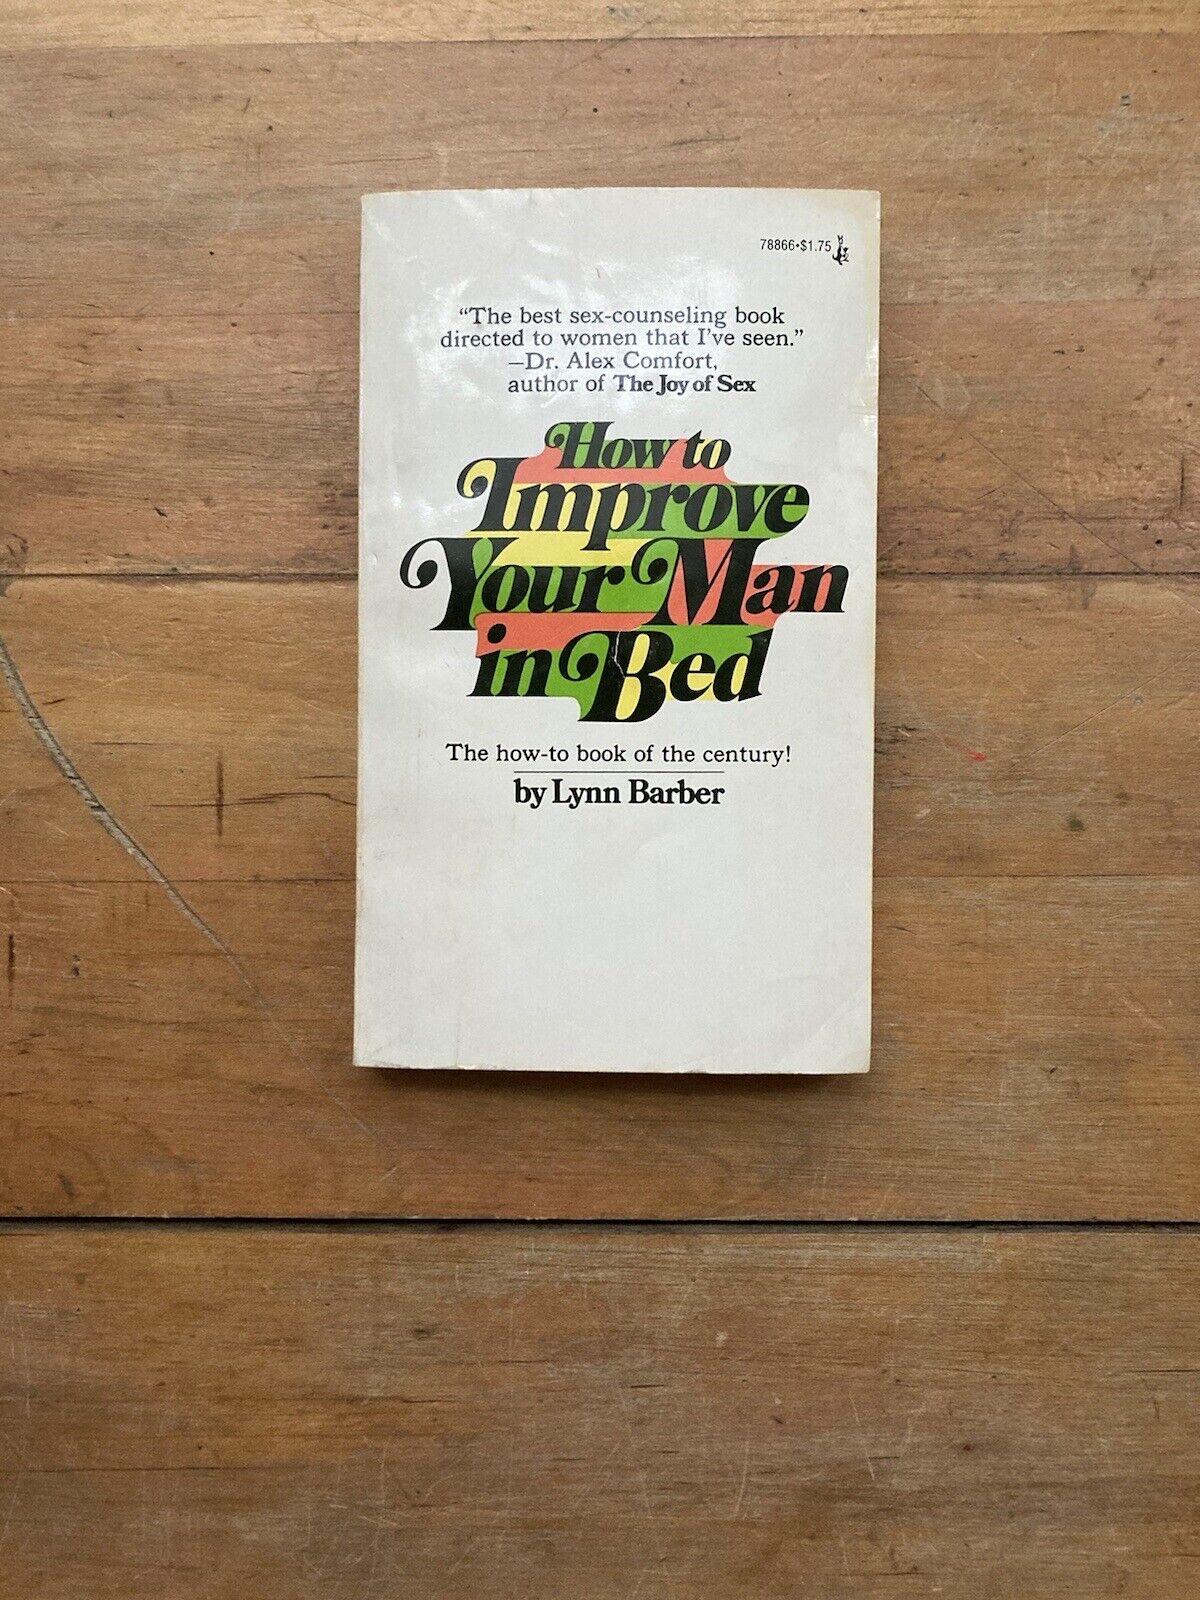 78866•$1.75
“The best sex-counseling book
directed to women that I've seen.”
—Dr. Alex Comfort,
author of The Joy of Sex
How to
Improve
Your Man
in Bed
The how-to book of the century!
by Lynn Barber